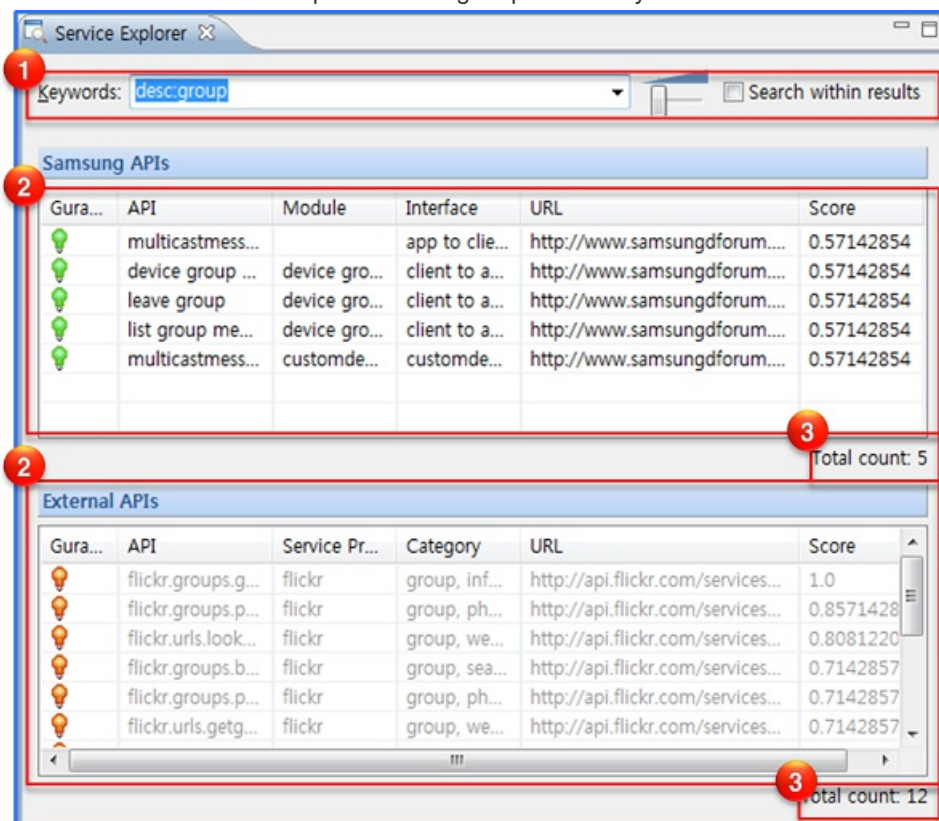 Service Explorer
1
Keywords: desc:group Search within results
Samsung APIs
2
Gura... API Module Interface URL Score
multicastmess... app to clie... http://www.samsungdforum.... 0.57142854
device group ... device gro... client to a... http://www.samsungdforum.... 0.57142854
leave group device gro... client to a... http://www.samsungdforum.... 0.57142854
list group me... device gro... client to a... http://www.samsungdforum.... 0.57142854
multicastmess... customde... customde... http://www.samsungdforum.... 0.57142854
3
Total count: 5
2
External APIs
Gura... API Service Pr... Category URL Score
flickr.groups.g... flickr group, inf... http://api.flickr.com/services... 1.0
flickr.groups.p... flickr group, ph... http://api.flickr.com/services... 0.8571428
flickr.urls.look... flickr group, we... http://api.flickr.com/services... 0.8081220
flickr.groups.b... flickr group, sea... http://api.flickr.com/services... 0.7142857
flickr.groups.p... flickr group, ph... http://api.flickr.com/services... 0.7142857
flickr.urls.getg... flickr group, we... http://api.flickr.com/services... 0.7142857
3
Total count: 12